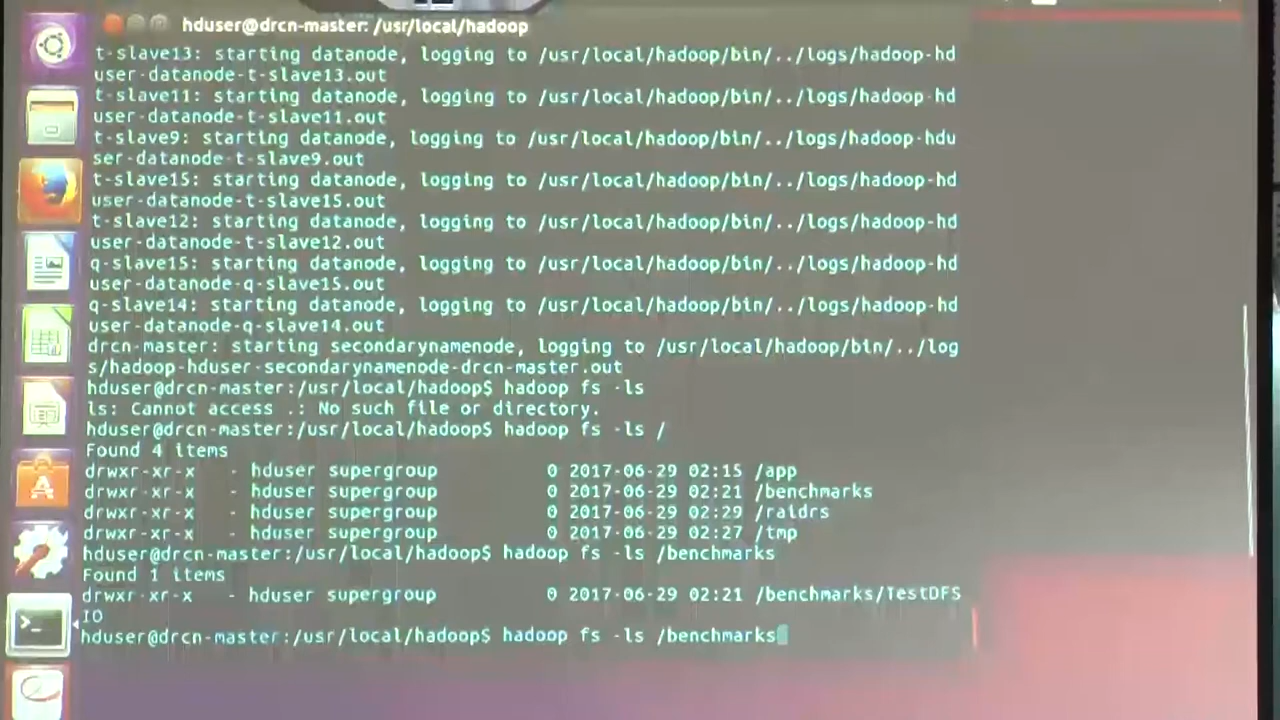 hduser@drcn-master: /usr/local/hadoop
t-slave13: starting datanode, logging to /usr/local/hadoop/bin/../logs/hadoop-hd
user-datanode-t-slave13.out
t-slave11: starting datanode, logging to /usr/local/hadoop/bin/../logs/hadoop-hd
user-datanode-t-slave11.out
t-slave9: starting datanode, logging to /usr/local/hadoop/bin/../logs/hadoop-hdu
ser-datanode-t-slave9.out
t-slave15: starting datanode, logging to /usr/local/hadoop/bin/../logs/hadoop-hd
user-datanode-t-slave15.out
t-slave12: starting datanode, logging to /usr/local/hadoop/bin/../logs/hadoop-hd
user-datanode-t-slave12.out
q-slave15: starting datanode, logging to /usr/local/hadoop/bin/../logs/hadoop-hd
user-datanode-q-slave15.out
q-slave14: starting datanode, logging to /usr/local/hadoop/bin/../logs/hadoop-hd
user-datanode-q-slave14.out
drcn-master: starting secondarynamenode, logging to /usr/local/hadoop/bin/../log
s/hadoop-hduser-secondarynamenode-drcn-master.out
hduser@drcn-master:/usr/local/hadoop$ hadoop fs -ls
ls: Cannot access .: No such file or directory.
hduser@drcn-master:/usr/local/hadoop$ hadoop fs -ls /
Found 4 items
drwxr-xr-x   - hduser supergroup          0 2017-06-29 02:15 /app
drwxr-xr-x   - hduser supergroup          0 2017-06-29 02:21 /benchmarks
drwxr-xr-x   - hduser supergroup          0 2017-06-29 02:29 /raidrs
drwxr-xr-x   - hduser supergroup          0 2017-06-29 02:27 /tmp
hduser@drcn-master:/usr/local/hadoop$ hadoop fs -ls /benchmarks
Found 1 items
drwxr-xr-x   - hduser supergroup          0 2017-06-29 02:21 /benchmarks/TestDFS
IO
hduser@drcn-master:/usr/local/hadoop$ hadoop fs -ls /benchmarks